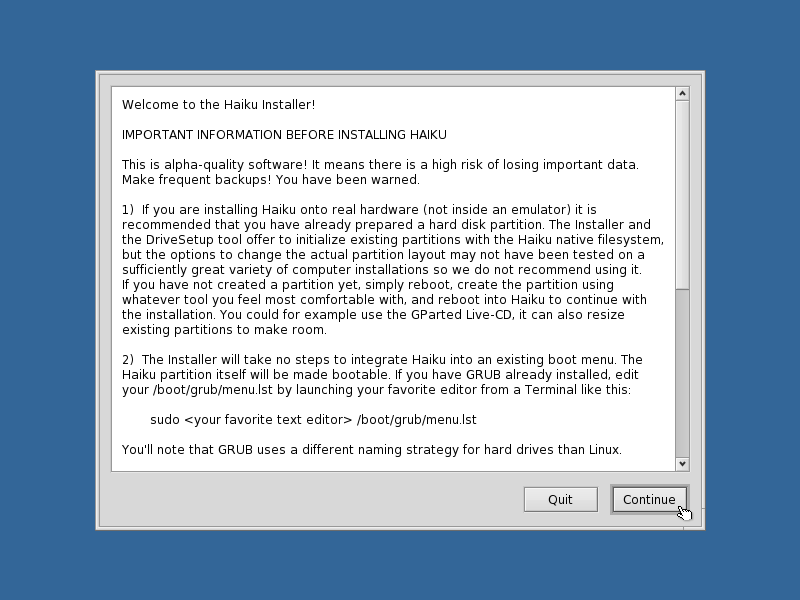 Welcome to the Haiku Installer!
IMPORTANT INFORMATION BEFORE INSTALLING HAIKU
This is alpha-quality software! It means there is a high risk of losing important data.
Make frequent backups! You have been warned.
1)  If you are installing Haiku onto real hardware (not inside an emulator) it is
recommended that you have already prepared a hard disk partition. The Installer and
the DriveSetup tool offer to initialize existing partitions with the Haiku native filesystem,
but the options to change the actual partition layout may not have been tested on a
sufficiently great variety of computer installations so we do not recommend using it.
If you have not created a partition yet, simply reboot, create the partition using
whatever tool you feel most comfortable with, and reboot into Haiku to continue with
the installation. You could for example use the GParted Live-CD, it can also resize
existing partitions to make room.
2)  The Installer will take no steps to integrate Haiku into an existing boot menu. The
Haiku partition itself will be made bootable. If you have GRUB already installed, edit
your /boot/grub/menu.lst by launching your favorite editor from a Terminal like this:
sudo <your favorite text editor> /boot/grub/menu.lst
You'll note that GRUB uses a different naming strategy for hard drives than Linux.
Quit
Continue